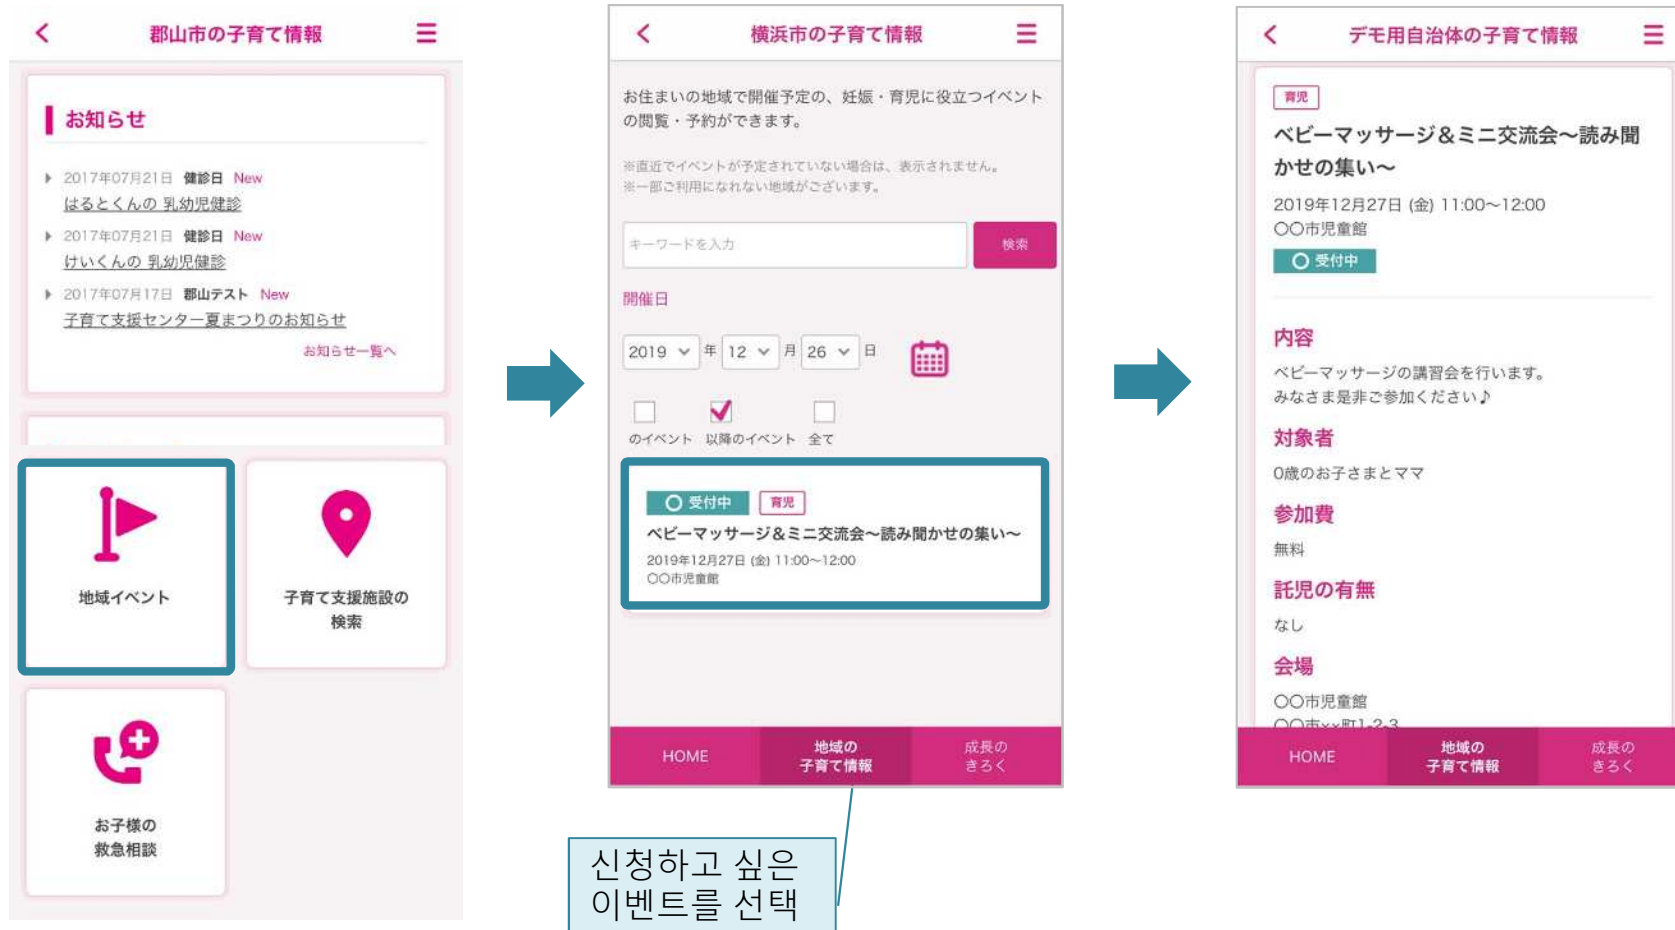 郡山市の子育て情報
お知らせ
2017年07月21日 健診日 New
はるとくんの 乳幼児健診
2017年07月21日 健診日 New
けいくんの 乳幼児健診
2017年07月17日 郡山テスト New
子育て支援センター夏まつりのお知らせ
お知らせ一覧へ
地域イベント
子育て支援施設の
検索
お子様の
救急相談
横浜市の子育て情報
お住まいの地域で開催予定の、妊娠・育児に役立つイベント
の閲覧・予約ができます。
※直近でイベントが予定されていない場合は、表示されません。
※一部ご利用になれない地域がございます。
キーワードを入力 検索
開催日
2019 年 12 月 26 日
のイベント 以降のイベント 全て
受付中 育児
ベビーマッサージ&ミニ交流会〜読み聞かせの集い〜
2019年12月27日 (金) 11:00〜12:00
〇〇市児童館
HOME
地域の
子育て情報
成長の
きろく
신청하고 싶은
이벤트를 선택
デモ用自治体の子育て情報
育児
ベビーマッサージ&ミニ交流会〜読み聞
かせの集い〜
2019年12月27日 (金) 11:00〜12:00
〇〇市児童館
受付中
内容
ベビーマッサージの講習会を行います。
みなさま是非ご参加ください♪
対象者
0歳のお子さまとママ
参加費
無料
託児の有無
なし
会場
〇〇市児童館
〇〇市××町1-2-3
HOME
地域の
子育て情報
成長の
きろく